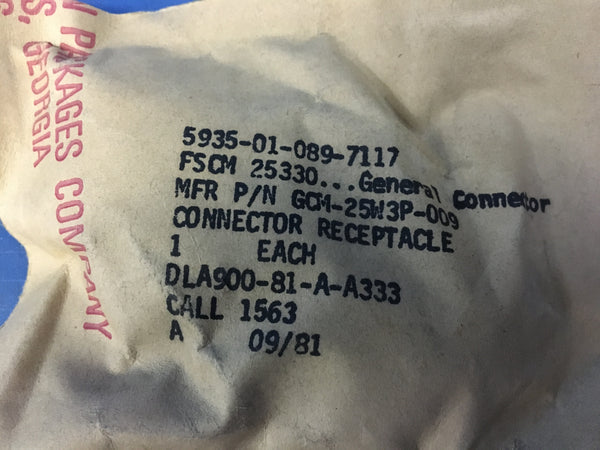 PAKAGES COMPANY
GEORGIA
5935-01-089-7117
FSCM 25330...General Connector
MFR P/N GCM-25W3P-009
CONNECTOR RECEPTACLE
1 EACH
DLA900-81-A-A333
CALL 1563
A 09/81